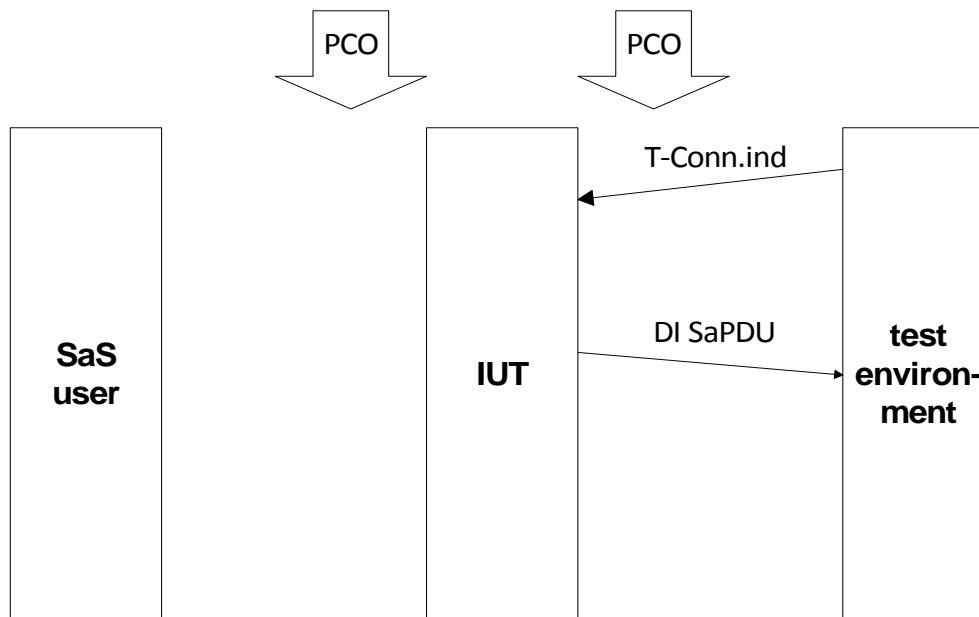 PCO
PCO
T-Conn.ind
DI SaPDU
SaS
user
IUT
test
environ-
ment